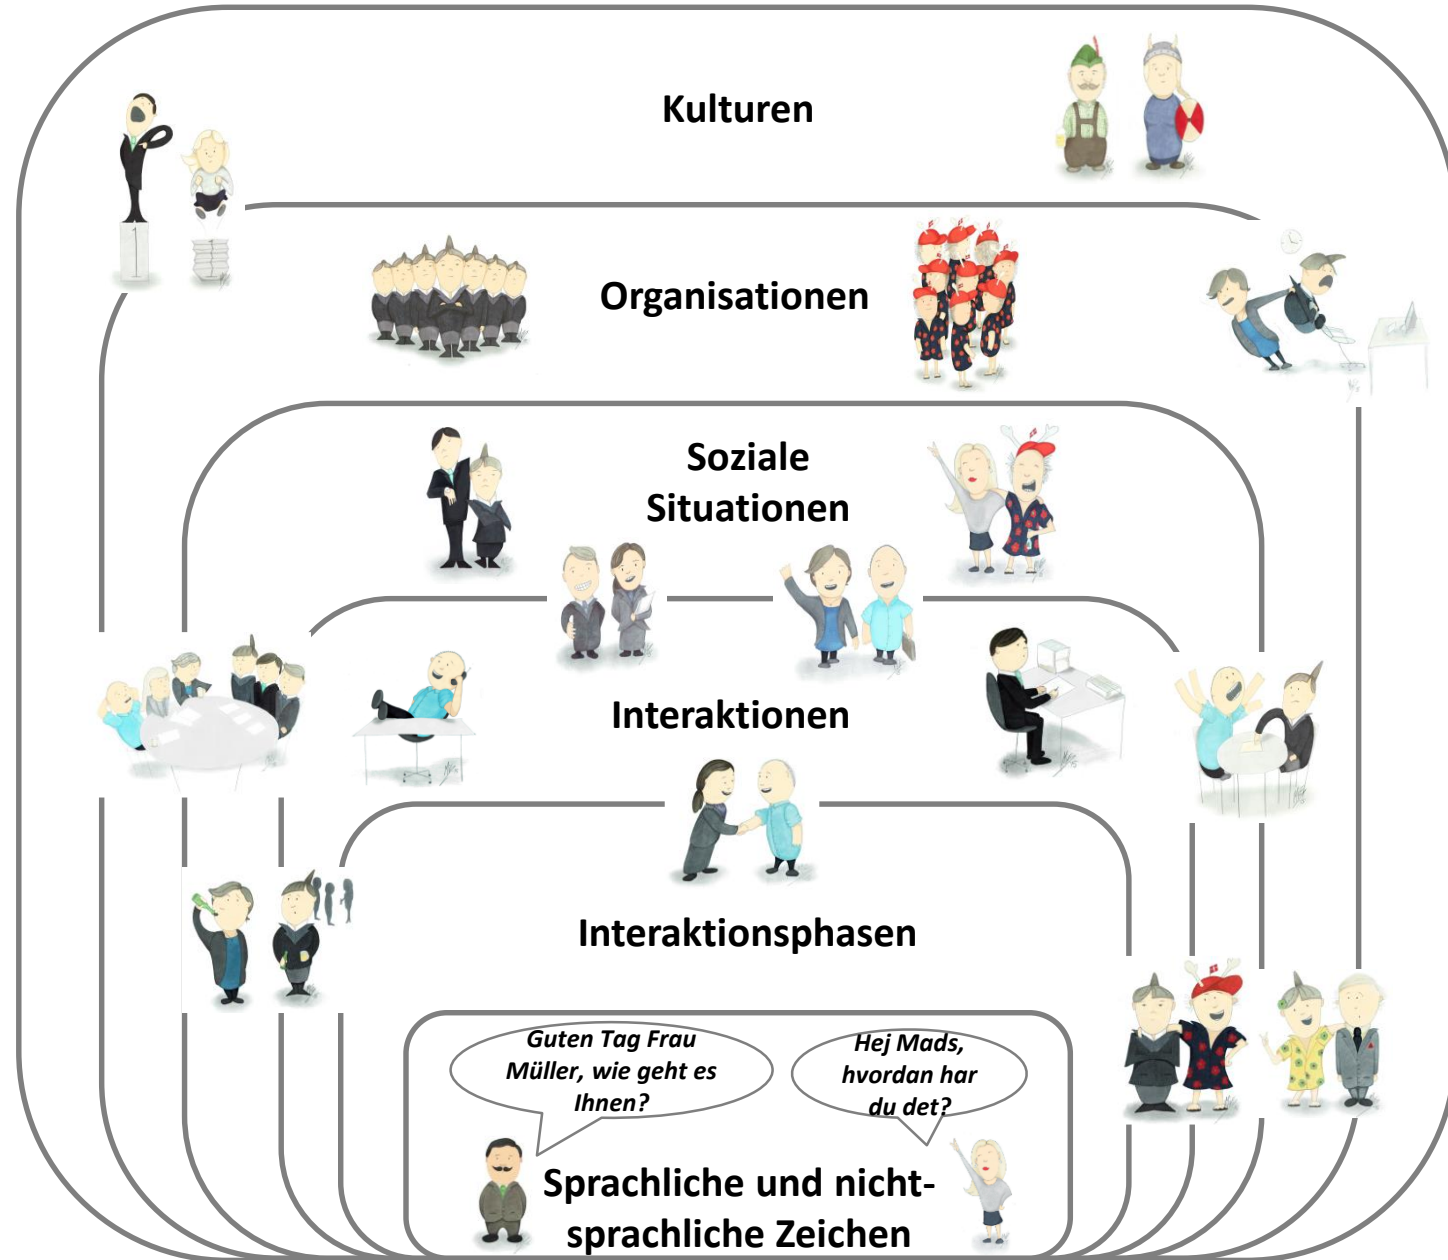 Kulturen
Organisationen
Soziale
Situationen
Interaktionen
Interaktionsphasen
Guten Tag Frau
Müller, wie geht es
Ihnen?
Hej Mads,
hvordan har
du det?
Sprachliche und nicht-
sprachliche Zeichen